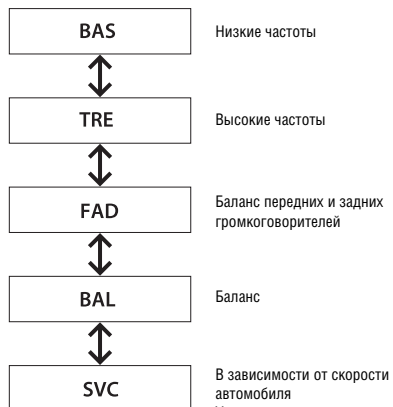 BAS
Низкие частоты
TRE
Высокие частоты
FAD
Баланс передних и задних
громкоговорителей
BAL
Баланс
SVC
В зависимости от скорости
автомобиля